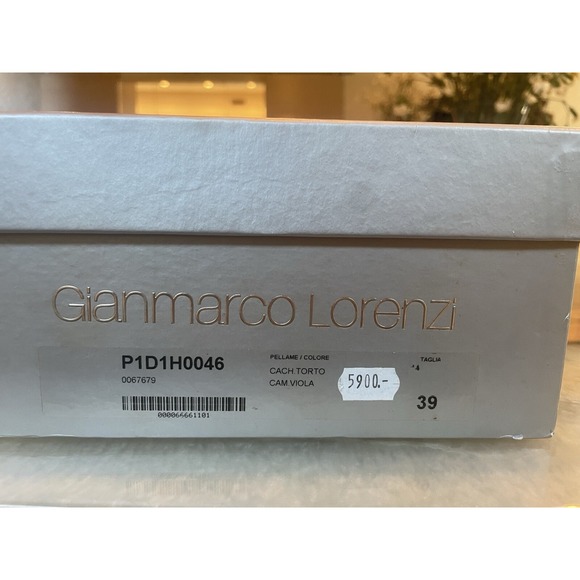 Gianmarco Lorenzi
P1D1H0046
0067679
000066661101
PELLAME / COLORE
CACH.TORTO
CAM.VIOLA
5900.-
TAGLIA
39